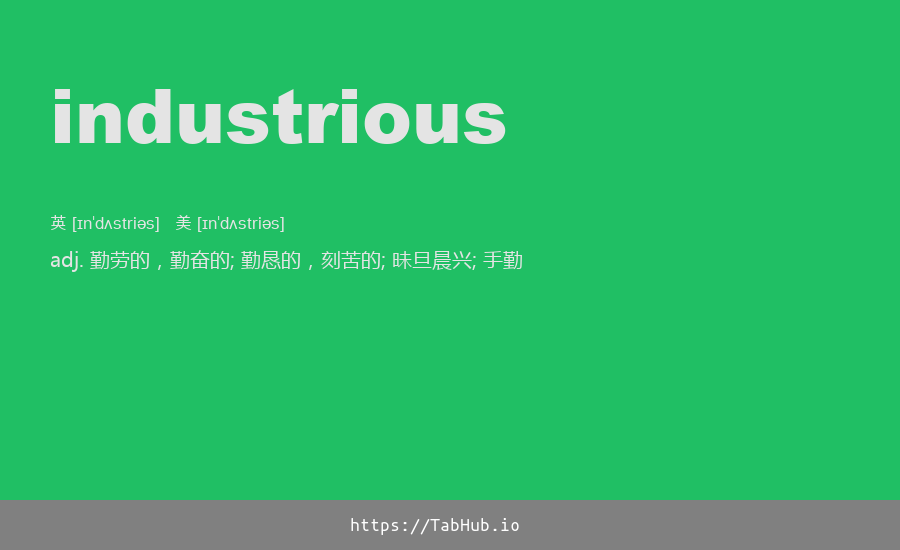 industrious
英 [ɪnˈdʌstriəs] 美 [ɪnˈdʌstriəs]
adj. 勤劳的，勤奋的; 勤恳的，刻苦的; 昧旦晨兴; 手勤
https://TabHub.io